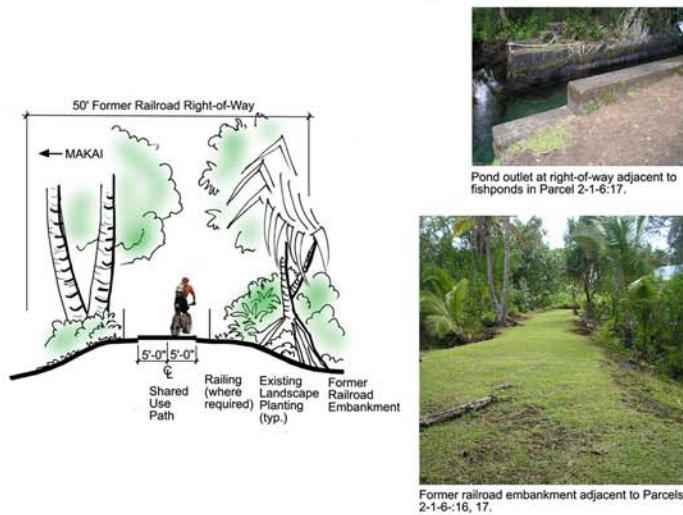 50' Former Railroad Right-of-Way
MAKAI
5'-0" 5'-0"
CL
Shared
Use
Path
Railing
(where
required)
Existing
Landscape
Planting
(typ.)
Former
Railroad
Embankment
Pond outlet at right-of-way adjacent to
fishponds in Parcel 2-1-6:17.
Former railroad embankment adjacent to Parcels
2-1-6-:16, 17.